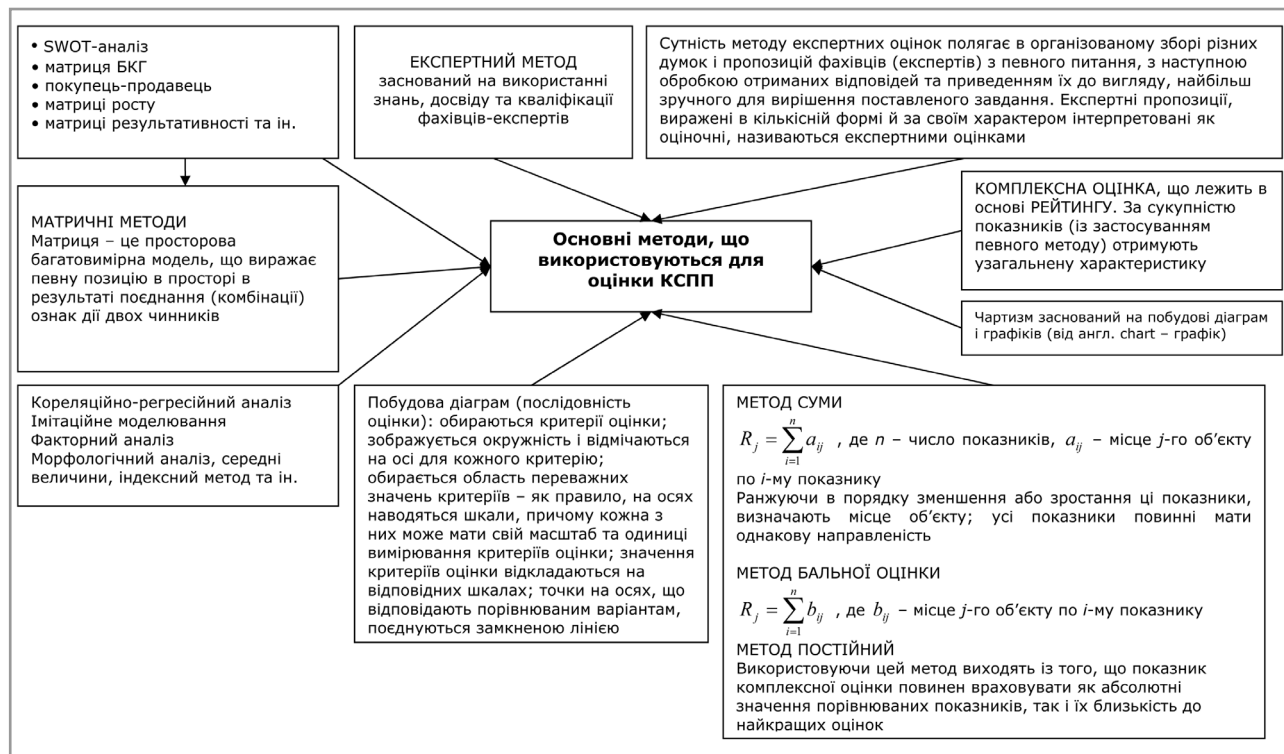 • SWOT-аналіз
• матриця БКГ
• покупець-продавець
• матриці росту
• матриці результативності та ін.
ЕКСПЕРТНИЙ МЕТОД
заснований на використанні
знань, досвіду та кваліфікації
фахівців-експертів
Сутність методу експертних оцінок полягає в організованому зборі різних
думок і пропозицій фахівців (експертів) з певного питання, з наступною
обробкою отриманих відповідей та приведенням їх до вигляду, найбільш
зручного для вирішення поставленого завдання. Експертні пропозиції,
виражені в кількісній формі й за своїм характером інтерпретовані як
оціночні, називаються експертними оцінками
МАТРИЧНІ МЕТОДИ
Матриця – це просторова
багатовимірна модель, що виражає
певну позицію в просторі в
результаті поєднання (комбінації)
ознак дії двох чинників
Основні методи, що
використовуються для
оцінки КСПП
КОМПЛЕКСНА ОЦІНКА, що лежить в
основі РЕЙТИНГУ. За сукупністю
показників (із застосуванням
певного методу) отримують
узагальнену характеристику
Чартизм заснований на побудові діаграм
і графіків (від англ. chart – графік)
Кореляційно-регресійний аналіз
Імітаційне моделювання
Факторний аналіз
Морфологічний аналіз, середні
величини, індексний метод та ін.
Побудова діаграм (послідовність
оцінки): обираються критерії оцінки;
зображується окружність і відмічаються
на осі для кожного критерію;
обирається область переважних
значень критеріїв – як правило, на осях
наводяться шкали, причому кожна з
них може мати свій масштаб та одиниці
вимірювання критеріїв оцінки; значення
критеріїв оцінки відкладаються на
відповідних шкалах; точки на осях, що
відповідають порівнюваним варіантам,
поєднуються замкненою лінією
МЕТОД СУМИ
$R_j = \sum_{i=1}^{n} a_{ij}$ , де n – число показників, $a_{ij}$ – місце j-го об’єкту
по i-му показнику
Ранжуючи в порядку зменшення або зростання ці показники,
визначають місце об’єкту; усі показники повинні мати
однакову направленість
МЕТОД БАЛЬНОЇ ОЦІНКИ
$R_j = \sum_{i=1}^{n} b_{ij}$ , де $b_{ij}$ – місце j-го об’єкту по i-му показнику
МЕТОД ПОСТІЙНИЙ
Використовуючи цей метод виходять із того, що показник
комплексної оцінки повинен враховувати як абсолютні
значення порівнюваних показників, так і їх близькість до
найкращих оцінок